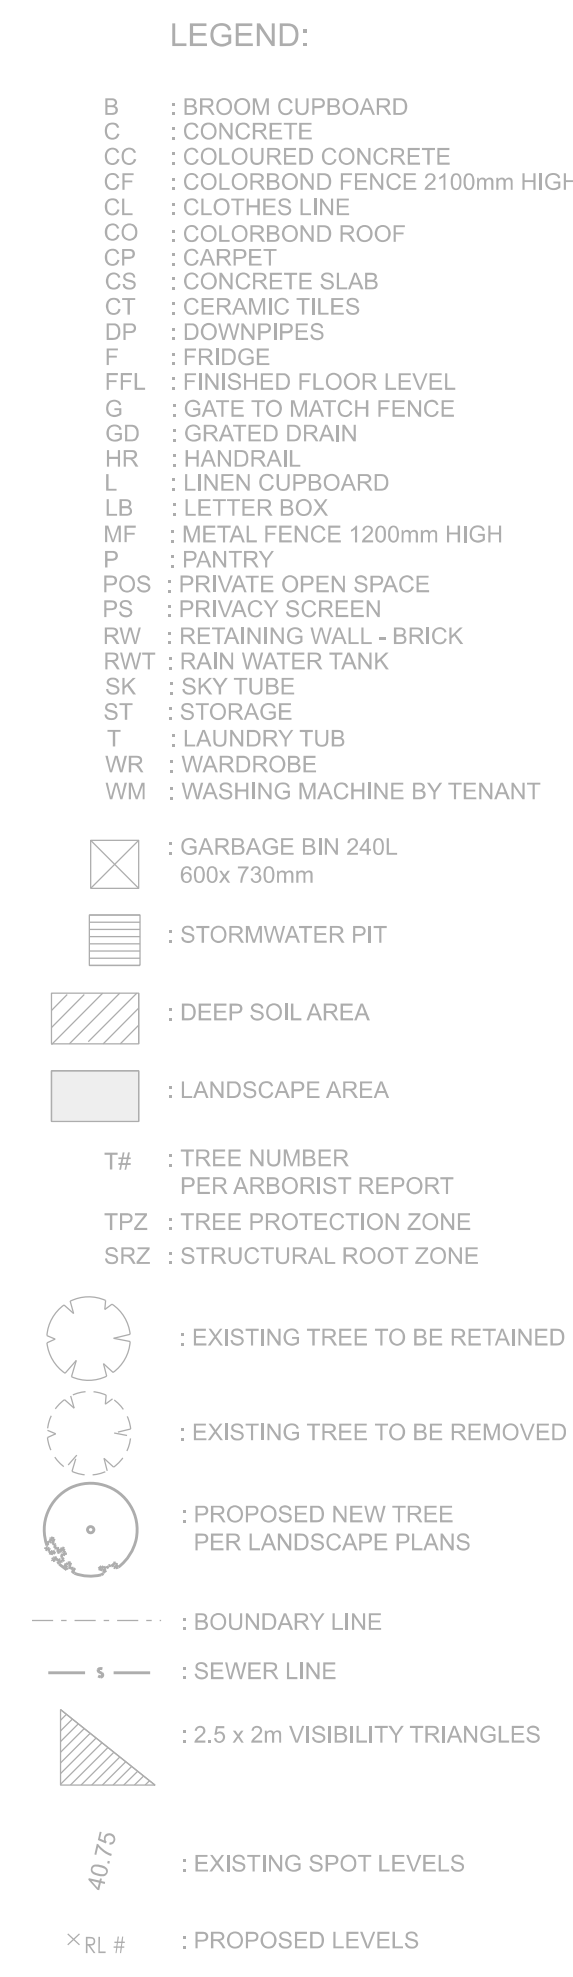 LEGEND:
B : BROOM CUPBOARD
C : CONCRETE
CC : COLOURED CONCRETE
CF : COLORBOND FENCE 2100mm HIGH
CL : CLOTHES LINE
CO : COLORBOND ROOF
CP : CARPET
CS : CONCRETE SLAB
CT : CERAMIC TILES
DP : DOWNPIPES
F : FRIDGE
FFL : FINISHED FLOOR LEVEL
G : GATE TO MATCH FENCE
GD : GRATED DRAIN
HR : HANDRAIL
L : LINEN CUPBOARD
LB : LETTER BOX
MF : METAL FENCE 1200mm HIGH
P : PANTRY
POS : PRIVATE OPEN SPACE
PS : PRIVACY SCREEN
RW : RETAINING WALL - BRICK
RWT : RAIN WATER TANK
SK : SKY TUBE
ST : STORAGE
T : LAUNDRY TUB
WR : WARDROBE
WM : WASHING MACHINE BY TENANT
: GARBAGE BIN 240L
600x 730mm
: STORMWATER PIT
: DEEP SOIL AREA
: LANDSCAPE AREA
T# : TREE NUMBER
PER ARBORIST REPORT
TPZ : TREE PROTECTION ZONE
SRZ : STRUCTURAL ROOT ZONE
: EXISTING TREE TO BE RETAINED
: EXISTING TREE TO BE REMOVED
: PROPOSED NEW TREE
PER LANDSCAPE PLANS
: BOUNDARY LINE
S : SEWER LINE
: 2.5 x 2m VISIBILITY TRIANGLES
40.75 : EXISTING SPOT LEVELS
×RL # : PROPOSED LEVELS